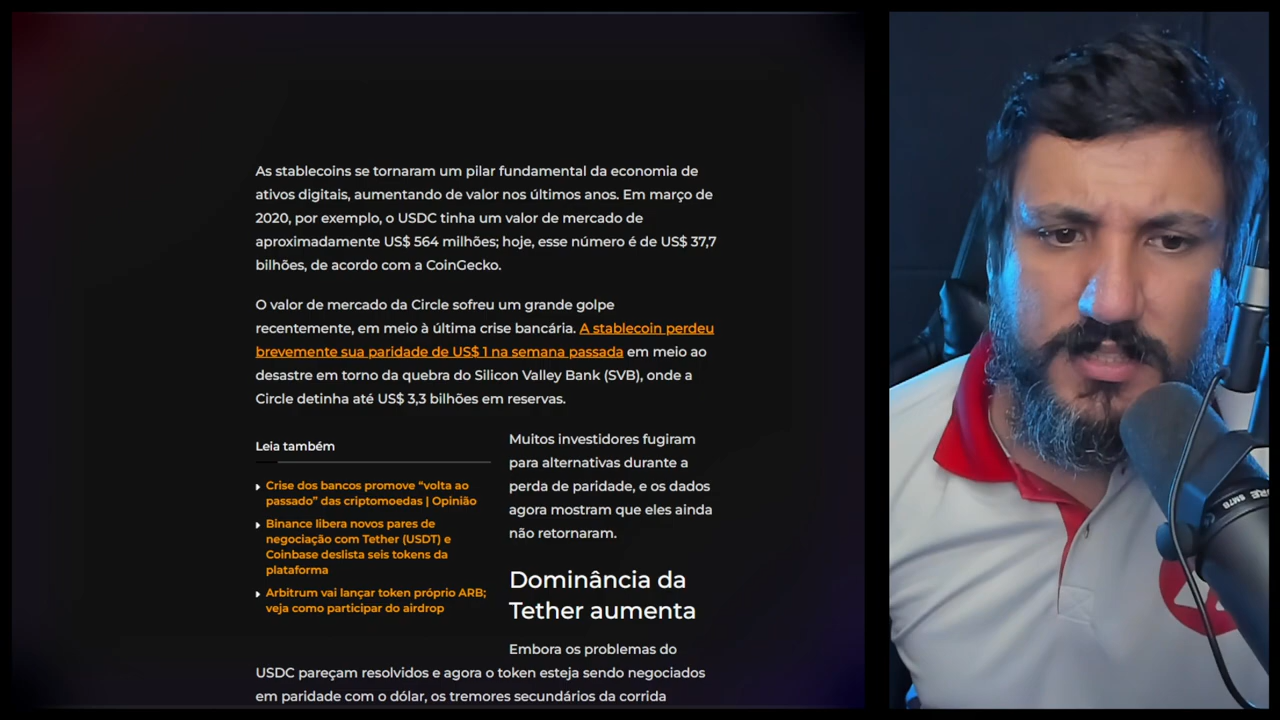 As stablecoins se tornaram um pilar fundamental da economia de
ativos digitais, aumentando de valor nos últimos anos. Em março de
2020, por exemplo, o USDC tinha um valor de mercado de
aproximadamente US$ 564 milhões; hoje, esse número é de US$ 37,7
bilhões, de acordo com a CoinGecko.
O valor de mercado da Circle sofreu um grande golpe
recentemente, em meio à última crise bancária. A stablecoin perdeu
brevemente sua paridade de US$ 1 na semana passada em meio ao
desastre em torno da quebra do Silicon Valley Bank (SVB), onde a
Circle detinha até US$ 3,3 bilhões em reservas.
Leia também
Crise dos bancos promove “volta ao
passado” das criptomoedas | Opinião
Binance libera novos pares de
negociação com Tether (USDT) e
Coinbase deslista seis tokens da
plataforma
Arbitrum vai lançar token próprio ARB;
veja como participar do airdrop
Muitos investidores fugiram
para alternativas durante a
perda de paridade, e os dados
agora mostram que eles ainda
não retornaram.
Dominância da
Tether aumenta
Embora os problemas do
USDC pareçam resolvidos e agora o token esteja sendo negociados
em paridade com o dólar, os tremores secundários da corrida
SM7B